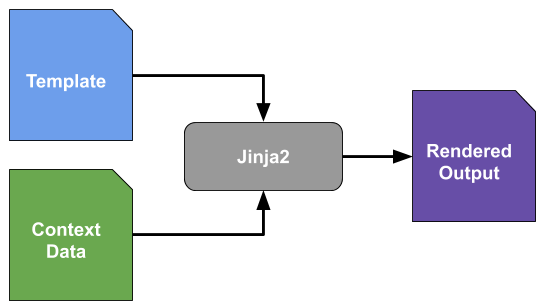 Template
Jinja2
Rendered
Output
Context
Data